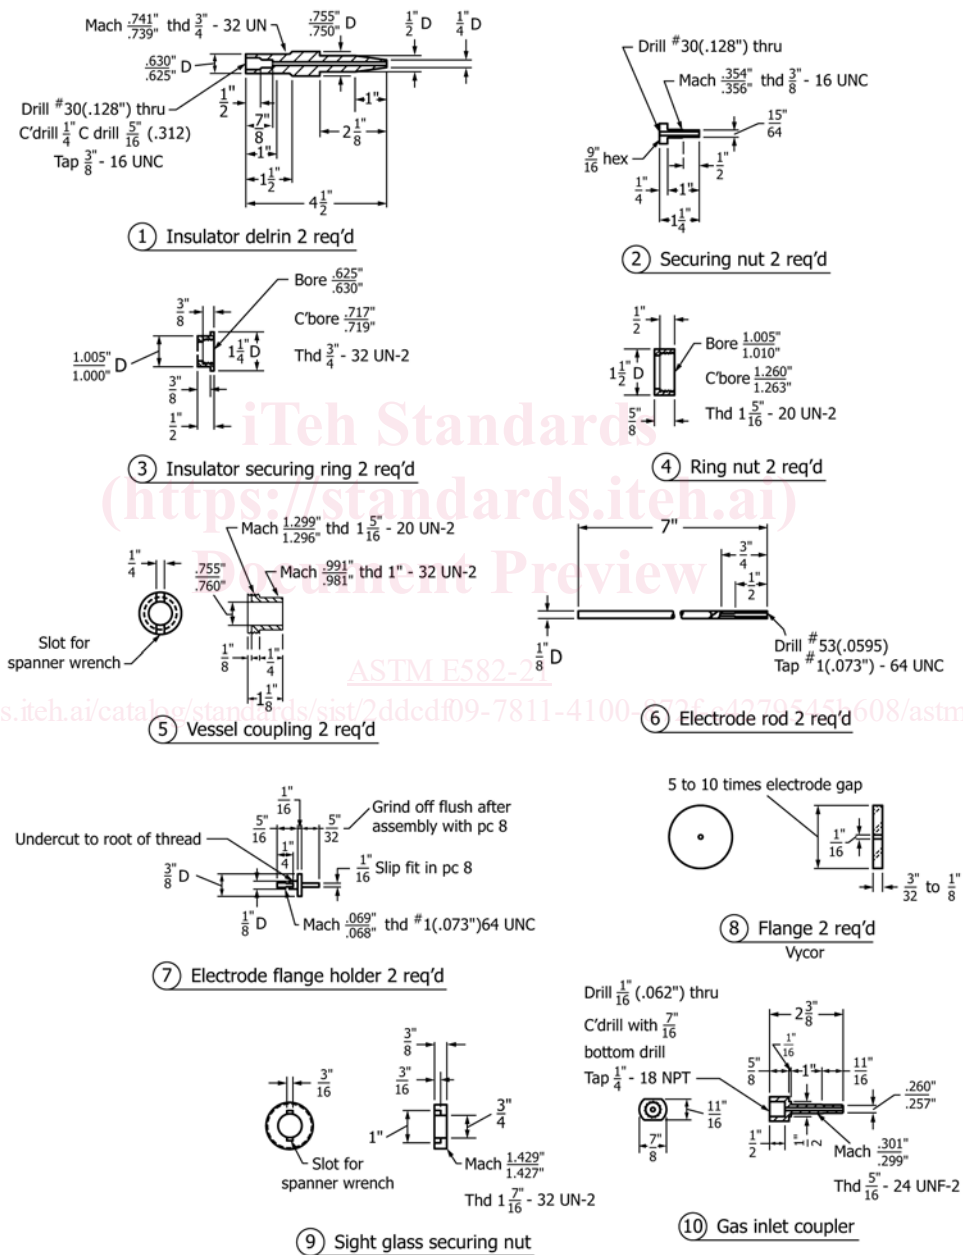 Mach .741"/.739" thd 3/4" - 32 UN
.755"/.750" D
1/2" D
1/4" D
.630"/.625" D
1/2"
7/8"
1"
1 1/2"
4 1/2"
2 1/8"
1"
Drill #30(.128") thru
C'drill 1/4" C drill 5/16" (.312)
Tap 3/8" - 16 UNC
1 Insulator delrin 2 req'd
Drill #30(.128") thru
Mach .354"/.356" thd 3/8" - 16 UNC
15"/64
9"/16 hex
1/2"
1/4"
1"
1 1/4"
2 Securing nut 2 req'd
Bore .625"/.630"
C'bore .717"/.719"
Thd 3/4" - 32 UN-2
3/8"
1.005"/1.000" D
1 1/4" D
3/8"
1/2"
3 Insulator securing ring 2 req'd
1/2"
Bore 1.005"/1.010"
C'bore 1.260"/1.263"
Thd 1 5/16" - 20 UN-2
1 1/2" D
5/8"
4 Ring nut 2 req'd
iTeh Standards
(https://standards.iteh.ai)
Document Preview
Mach 1.299"/1.296" thd 1 5/16" - 20 UN-2
Mach .991"/.981" thd 1" - 32 UN-2
1/4"
.755"/.760"
Slot for
spanner wrench
1/8"
1/4"
1 1/8"
5 Vessel coupling 2 req'd
7"
3/4"
1/2"
1/8" D
Drill #53(.0595)
Tap #1(.073") - 64 UNC
6 Electrode rod 2 req'd
ASTM E582-21
1/16"
5/16"
5/32"
Grind off flush after
assembly with pc 8
Undercut to root of thread
1/4"
3/8" D
1/16" Slip fit in pc 8
1/8" D
Mach .069"/.068" thd #1(.073")64 UNC
7 Electrode flange holder 2 req'd
5 to 10 times electrode gap
1/16"
3/32" to 1/8"
8 Flange 2 req'd
Vycor
3/8"
3/16"
3/16"
1"
3/4"
Slot for
spanner wrench
Mach 1.429"/1.427"
Thd 1 7/16" - 32 UN-2
9 Sight glass securing nut
Drill 1/16" (.062") thru
C'drill with 7/16"
bottom drill
Tap 1/4" - 18 NPT
2 3/8"
1/16"
5/8"
1"
11/16"
.260"/.257"
11/16"
7/8"
1/2"
1/2"
Mach .301"/.299"
Thd 5/16" - 24 UNF-2
10 Gas inlet coupler